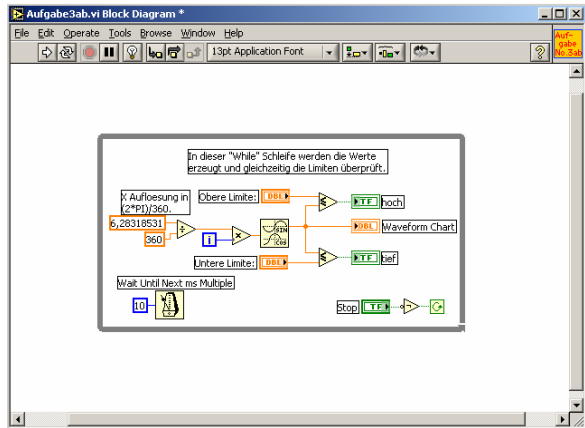 Aufgabe3ab.vi Block Diagram *
File Edit Operate Tools Browse Window Help
13pt Application Font
Auf-
gabe
No.3ab
In dieser "While" Schleife werden die Werte
erzeugt und gleichzeitig die Limiten überprüft.
X Aufloesung in
(2*PI)/360.
Obere Limite:
DBL
TF
hoch
6,28318531
360
i
SIN
COS
DBL
Waveform Chart
Untere Limite:
DBL
TF
tief
Wait Until Next ms Multiple
10
Stop
TF